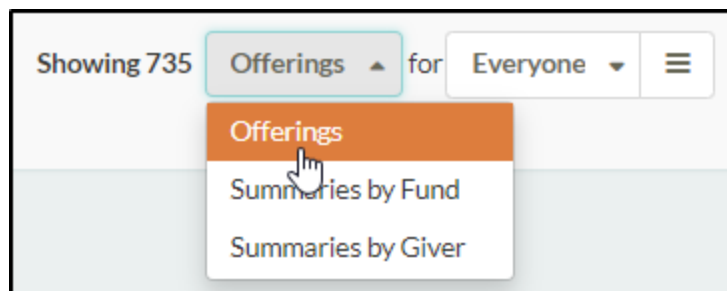 Showing 735 Offerings for Everyone
Offerings
Summaries by Fund
Summaries by Giver